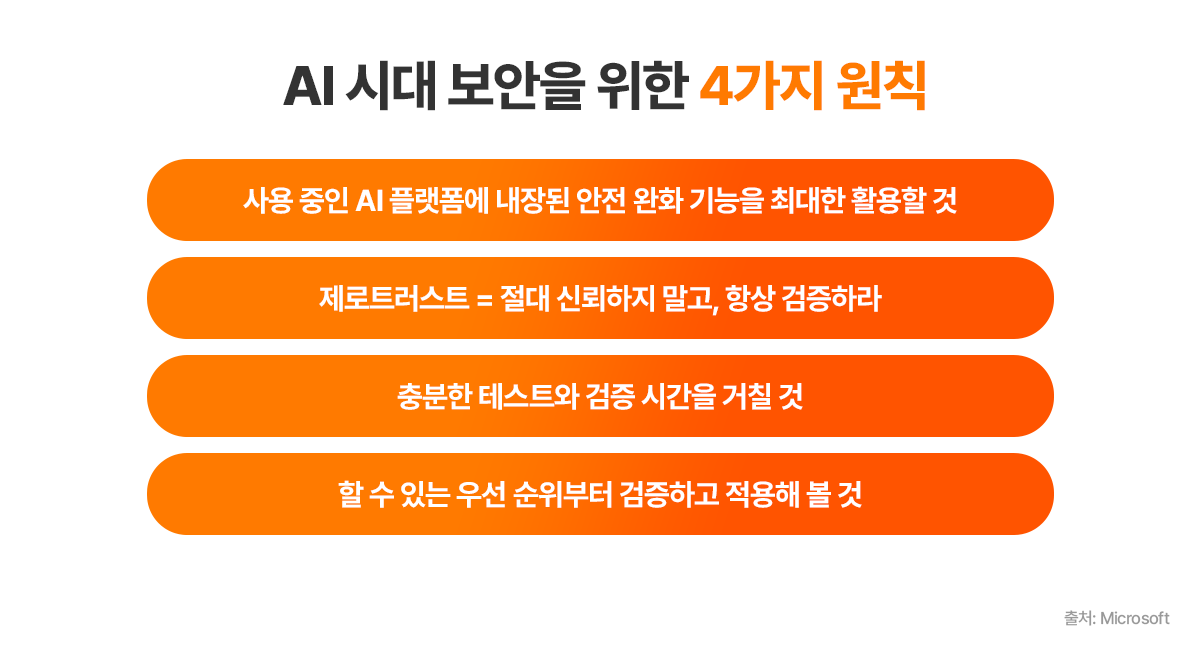 AI 시대 보안을 위한 4가지 원칙
사용 중인 AI 플랫폼에 내장된 안전 완화 기능을 최대한 활용할 것
제로트러스트 = 절대 신뢰하지 말고, 항상 검증하라
충분한 테스트와 검증 시간을 거칠 것
할 수 있는 우선 순위부터 검증하고 적용해 볼 것
출처: Microsoft